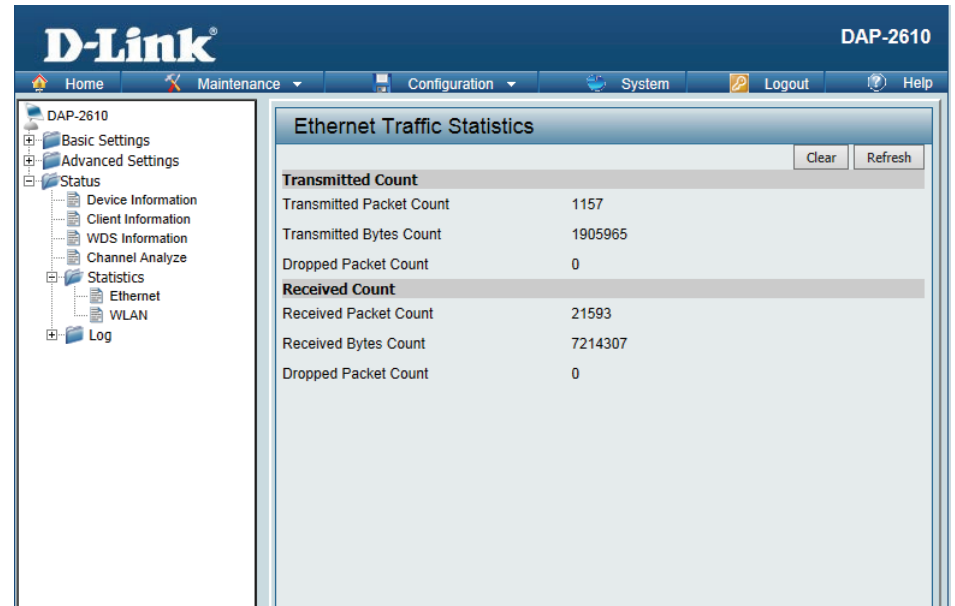 D-Link®
DAP-2610
Home Maintenance Configuration System Logout Help
DAP-2610
Basic Settings
Advanced Settings
Status
Device Information
Client Information
WDS Information
Channel Analyze
Statistics
Ethernet
WLAN
Log
Ethernet Traffic Statistics
Clear Refresh
Transmitted Count
Transmitted Packet Count 1157
Transmitted Bytes Count 1905965
Dropped Packet Count 0
Received Count
Received Packet Count 21593
Received Bytes Count 7214307
Dropped Packet Count 0